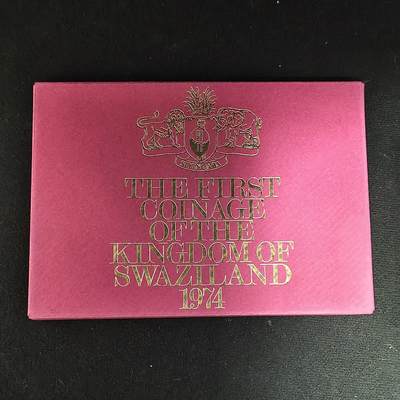 THE FIRST
COINAGE
OF THE
KINGDOM OF
SWAZILAND
1974